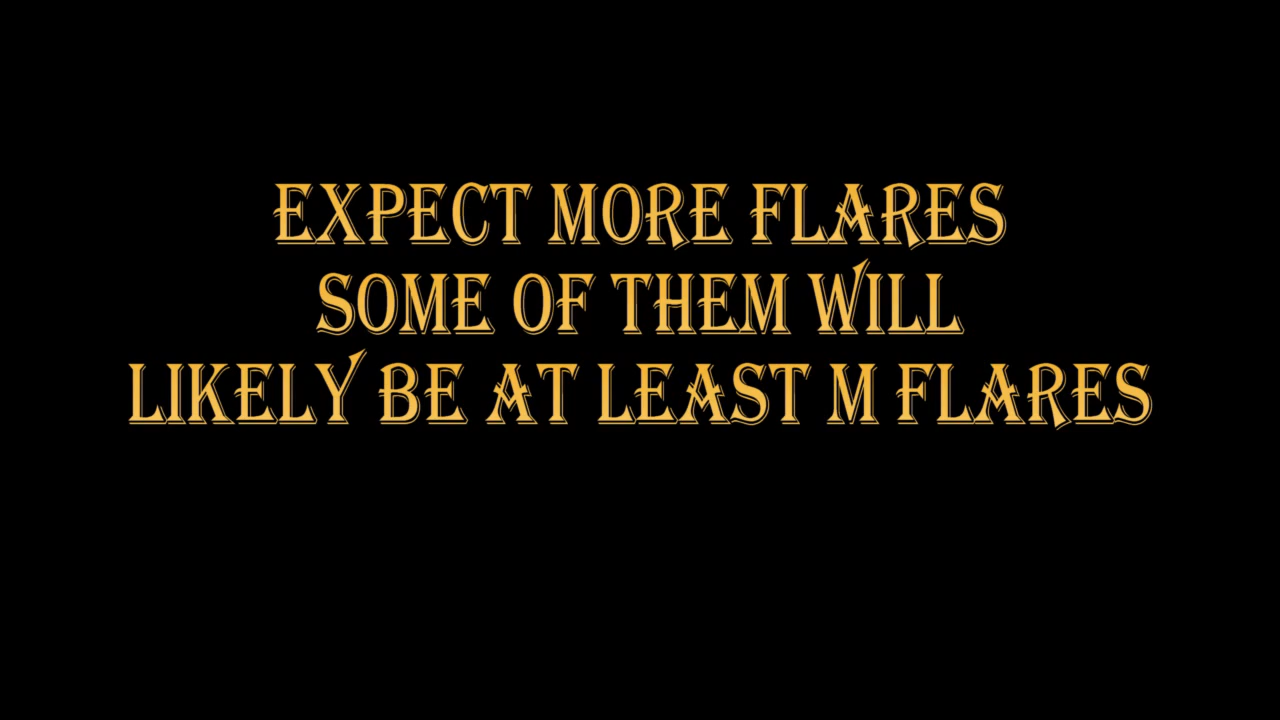 EXPECT MORE FLARES
SOME OF THEM WILL
LIKELY BE AT LEAST M FLARES